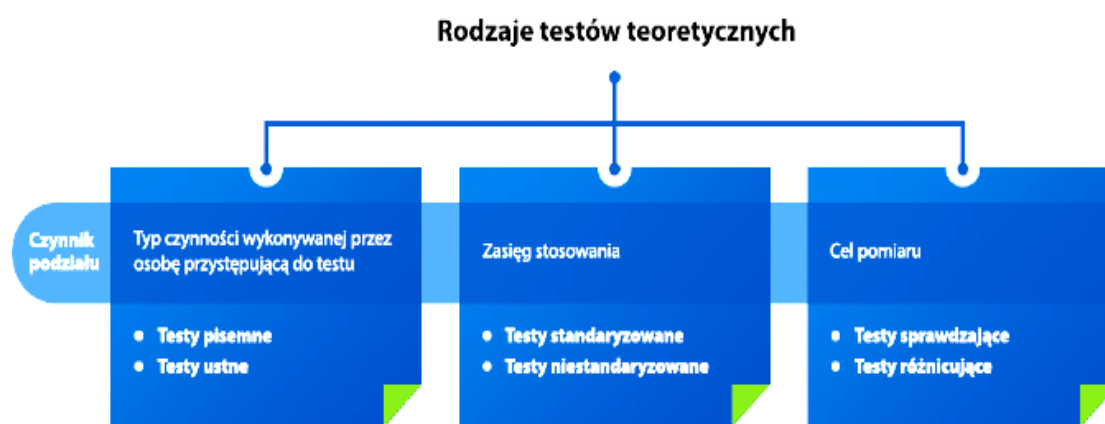 Rodzaje testów teoretycznych
Czynnik
podziału
Typ czynności wykonywanej przez
osobę przystępującą do testu
Zasięg stosowania
Cel pomiaru
Testy pisemne
Testy ustne
Testy standaryzowane
Testy niestandaryzowane
Testy sprawdzające
Testy różnicujące